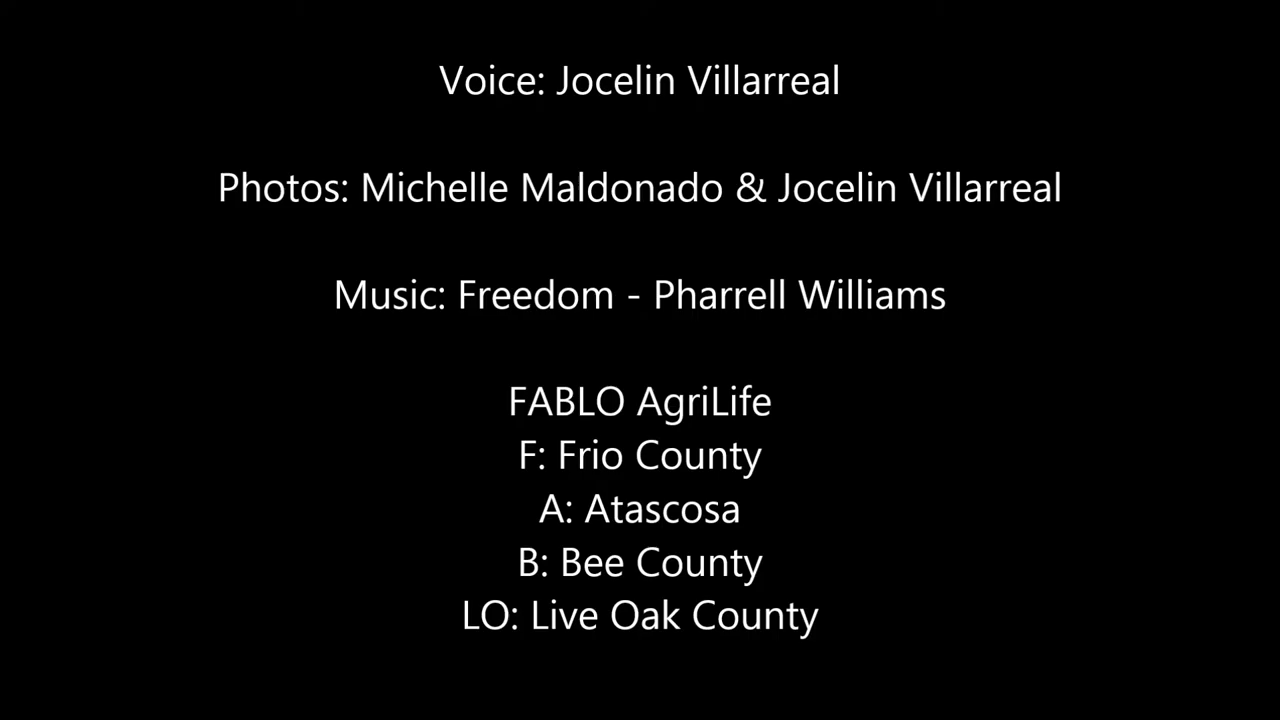 Voice: Jocelin Villarreal
Photos: Michelle Maldonado & Jocelin Villarreal
Music: Freedom - Pharrell Williams
FABLO AgriLife
F: Frio County
A: Atascosa
B: Bee County
LO: Live Oak County